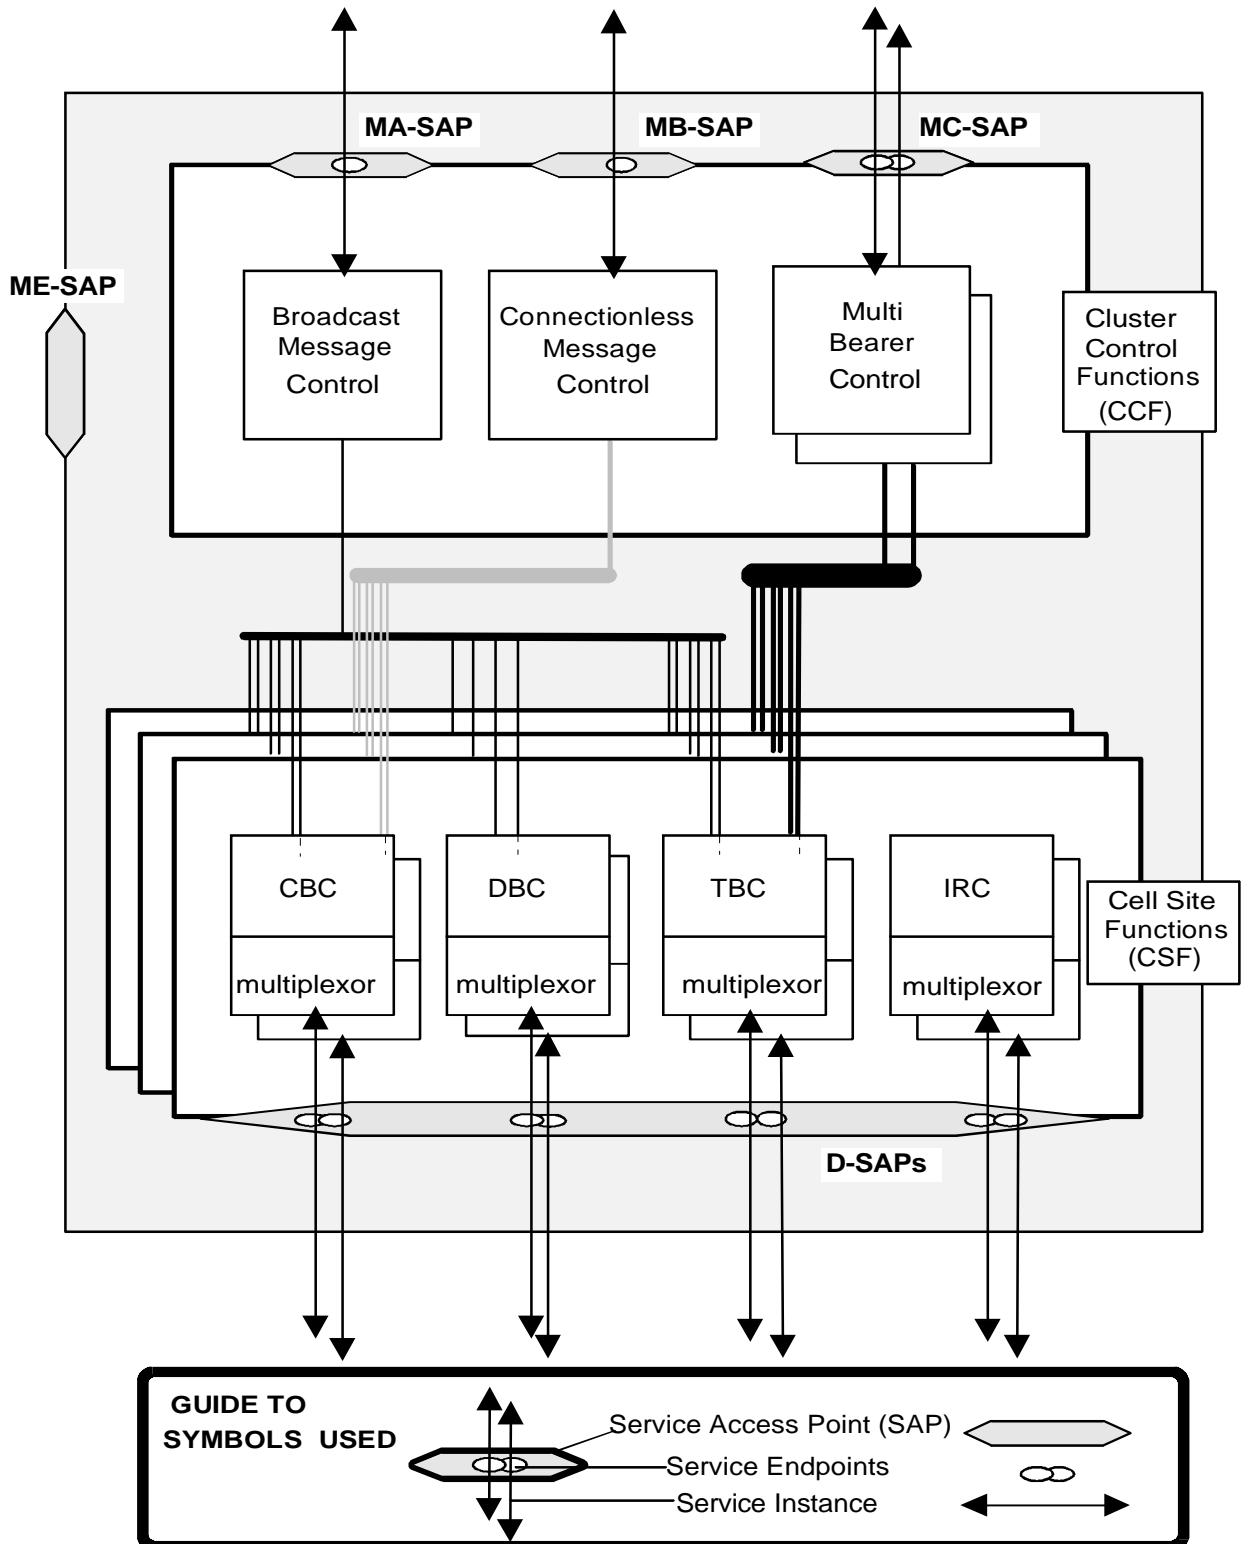 MA-SAP
MB-SAP
MC-SAP
ME-SAP
Broadcast
Message
Control
Connectionless
Message
Control
Multi
Bearer
Control
Cluster
Control
Functions
(CCF)
CBC
multiplexor
DBC
multiplexor
TBC
multiplexor
IRC
multiplexor
Cell Site
Functions
(CSF)
D-SAPs
GUIDE TO
SYMBOLS USED
Service Access Point (SAP)
Service Endpoints
Service Instance